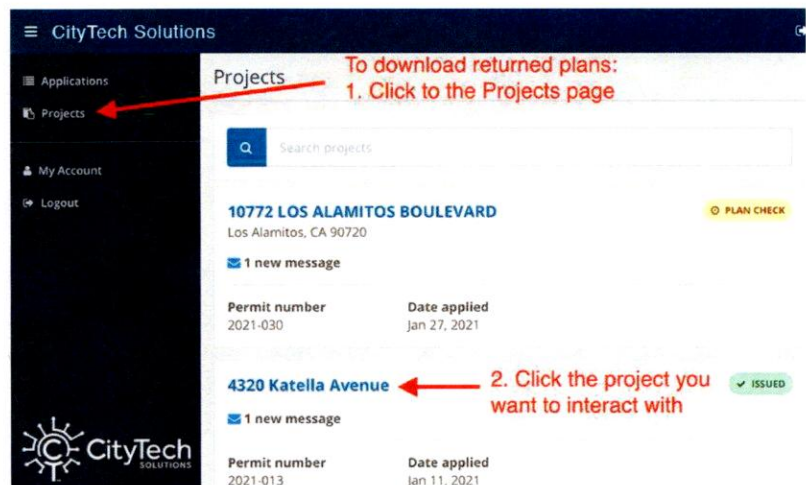 CityTech Solutions
Applications
Projects
My Account
Logout
CityTech
SOLUTIONS
Projects
To download returned plans:
1. Click to the Projects page
Search projects
10772 LOS ALAMITOS BOULEVARD
PLAN CHECK
Los Alamitos, CA 90720
1 new message
Permit number
Date applied
2021-030
Jan 27, 2021
4320 Katella Avenue
2. Click the project you
want to interact with
ISSUED
1 new message
Permit number
Date applied
2021-013
Jan 11, 2021